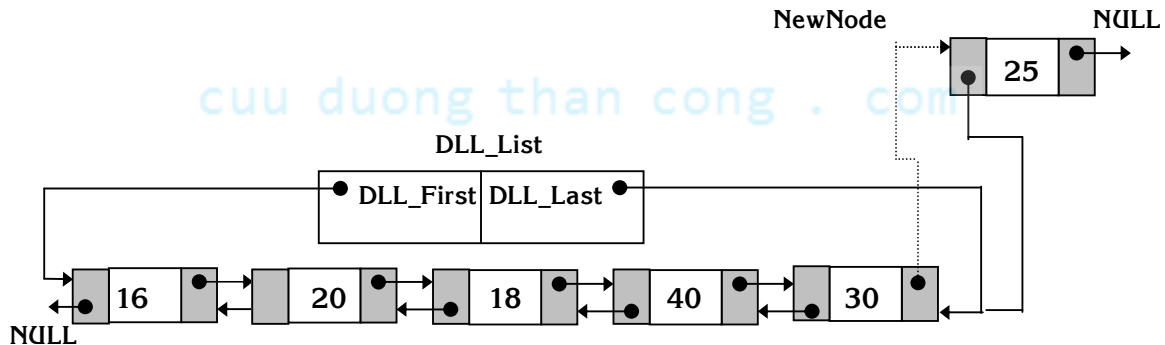 NewNode NULL
25
cuu duong than cong . com
DLL_List
DLL_First DLL_Last
16 20 18 40 30
NULL